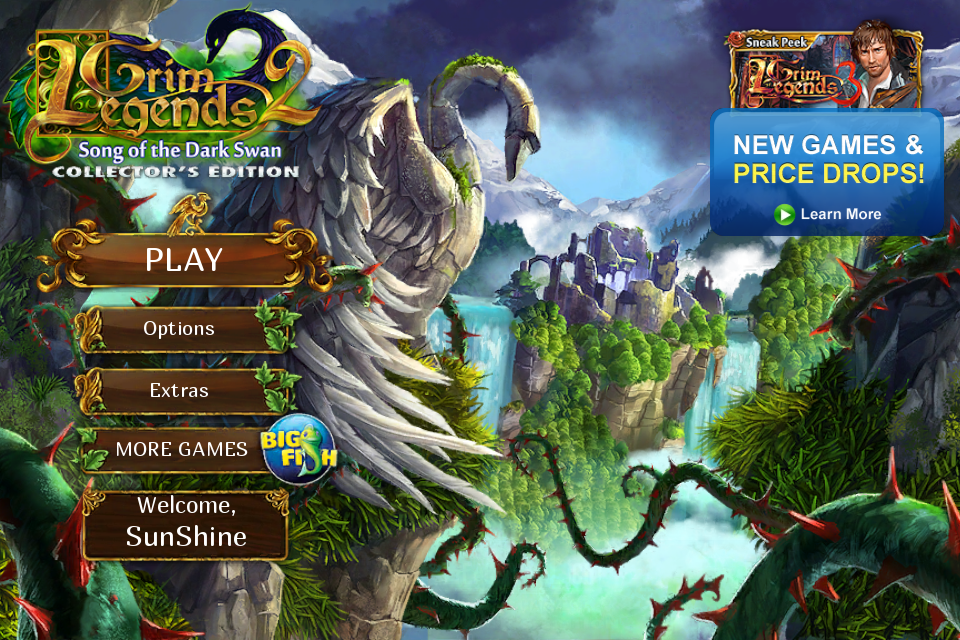 Grim
Legends 2
Song of the Dark Swan
COLLECTOR'S EDITION
Sneak Peek
Grim
Legends 3
NEW GAMES &
PRICE DROPS!
Learn More
PLAY
Options
Extras
MORE GAMES
BIG
FISH
Welcome,
SunShine